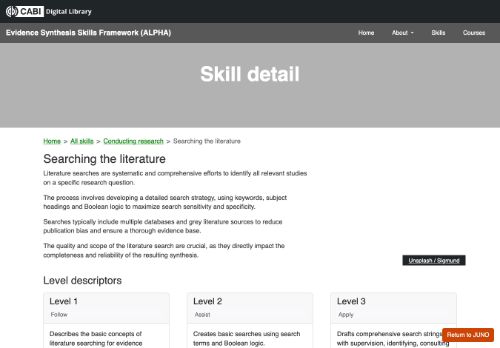 CABI Digital Library
Evidence Synthesis Skills Framework (ALPHA)
Home About Skills Courses
Skill detail
Home > All skills > Conducting research > Searching the literature
Searching the literature
Literature searches are systematic and comprehensive efforts to identify all relevant studies
on a specific research question.
The process involves developing a detailed search strategy, using keywords, subject
headings and Boolean logic to maximize search sensitivity and specificity.
Searches typically include multiple databases and grey literature sources to reduce
publication bias and ensure a thorough evidence base.
The quality and scope of the literature search are crucial, as they directly impact the
completeness and reliability of the resulting synthesis.
Unsplash / Sigmund
Level descriptors
Level 1
Follow
Describes the basic concepts of
literature searching for evidence
Level 2
Assist
Creates basic searches using search
terms and Boolean logic.
Level 3
Apply
Drafts comprehensive search strings
with supervision, identifying, consulting
Return to JUNO